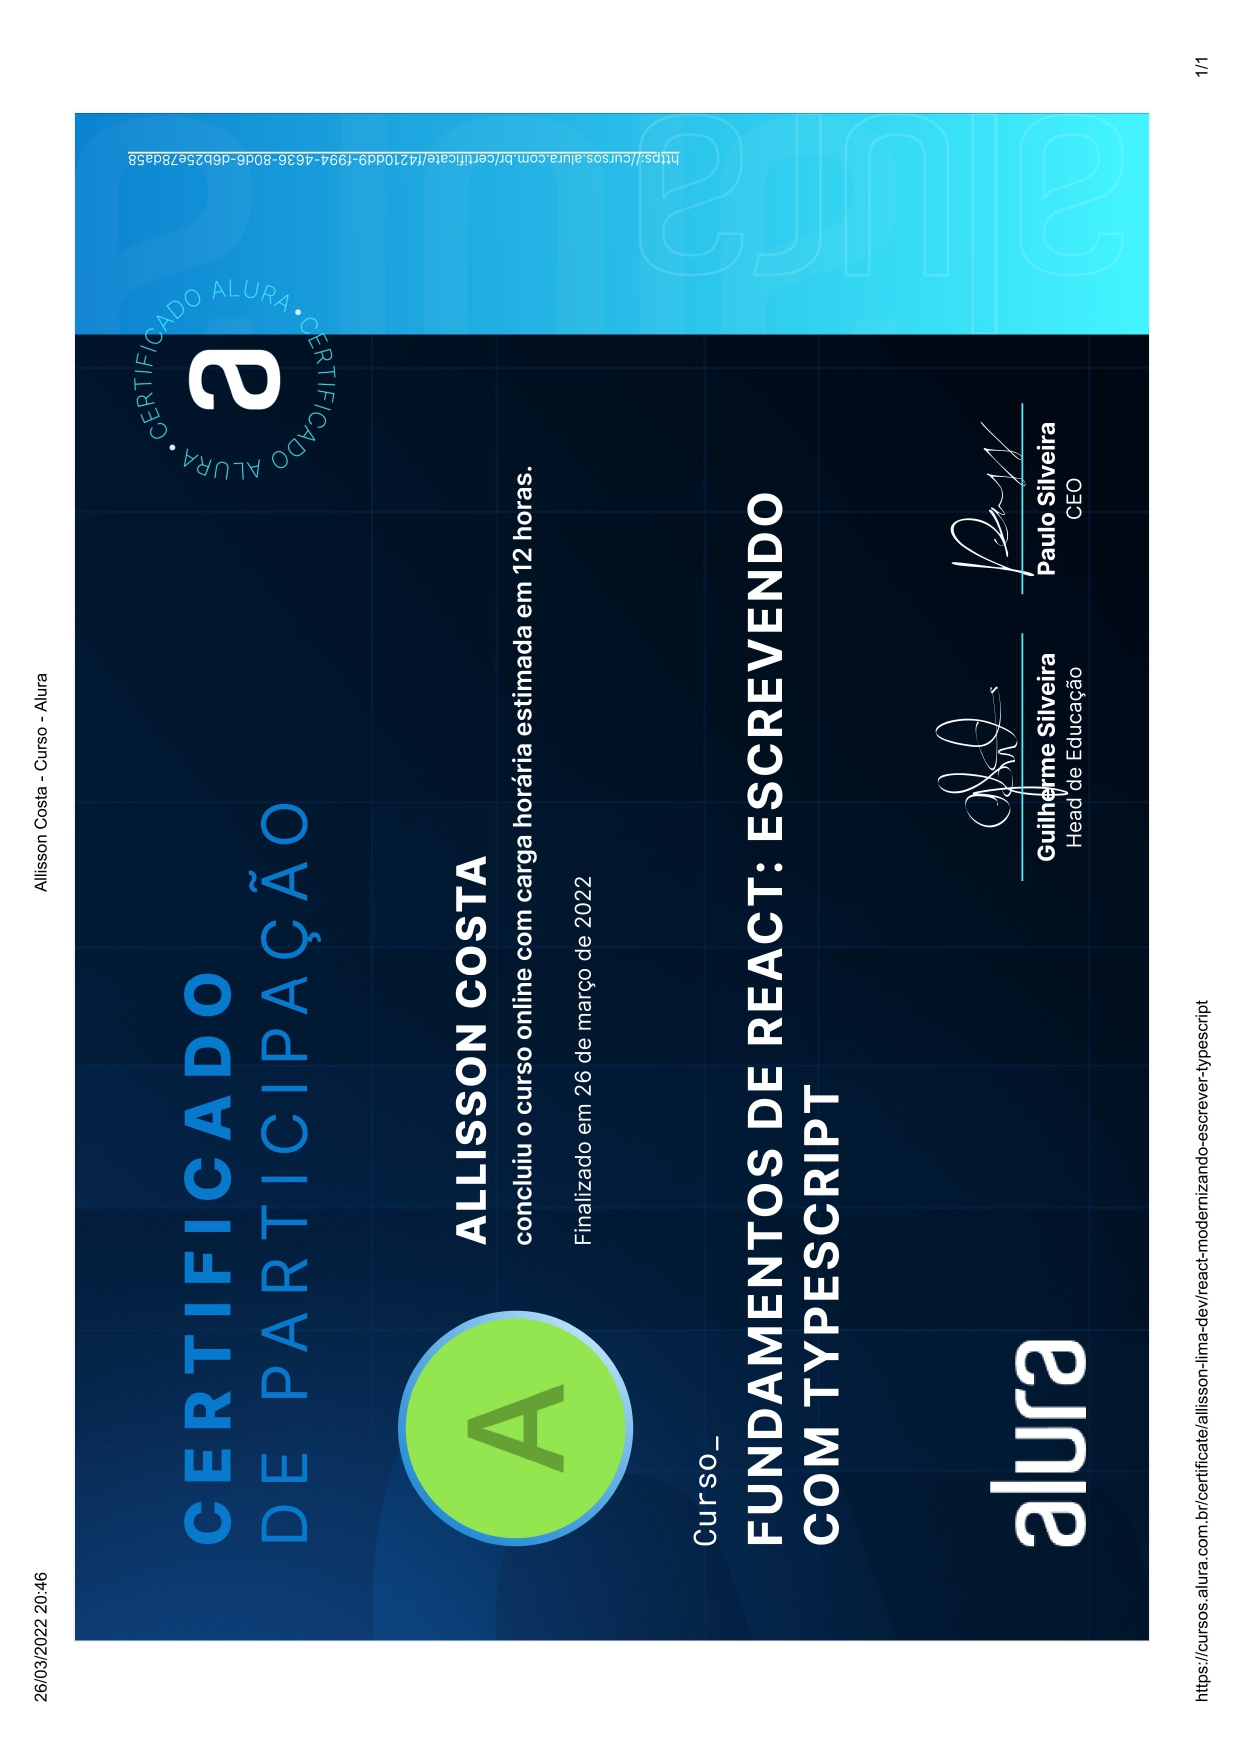 26/03/2022 20:46
Allisson Costa - Curso - Alura
CERTIFICADO
DE PARTICIPAÇÃO
• CERTIFICADO ALURA • CERTIFICADO ALURA
a
https://cursos.alura.com.br/certificate/f4210dd9-f994-4636-80d6-d6b25e78da58
A
ALLISSON COSTA
concluiu o curso online com carga horária estimada em 12 horas.
Finalizado em 26 de março de 2022
Curso_
FUNDAMENTOS DE REACT: ESCREVENDO
COM TYPESCRIPT
alura
alura
Guilherme Silveira
Head de Educação
Paulo Silveira
CEO
https://cursos.alura.com.br/certificate/allisson-lima-dev/react-modernizando-escrever-typescript
1/1